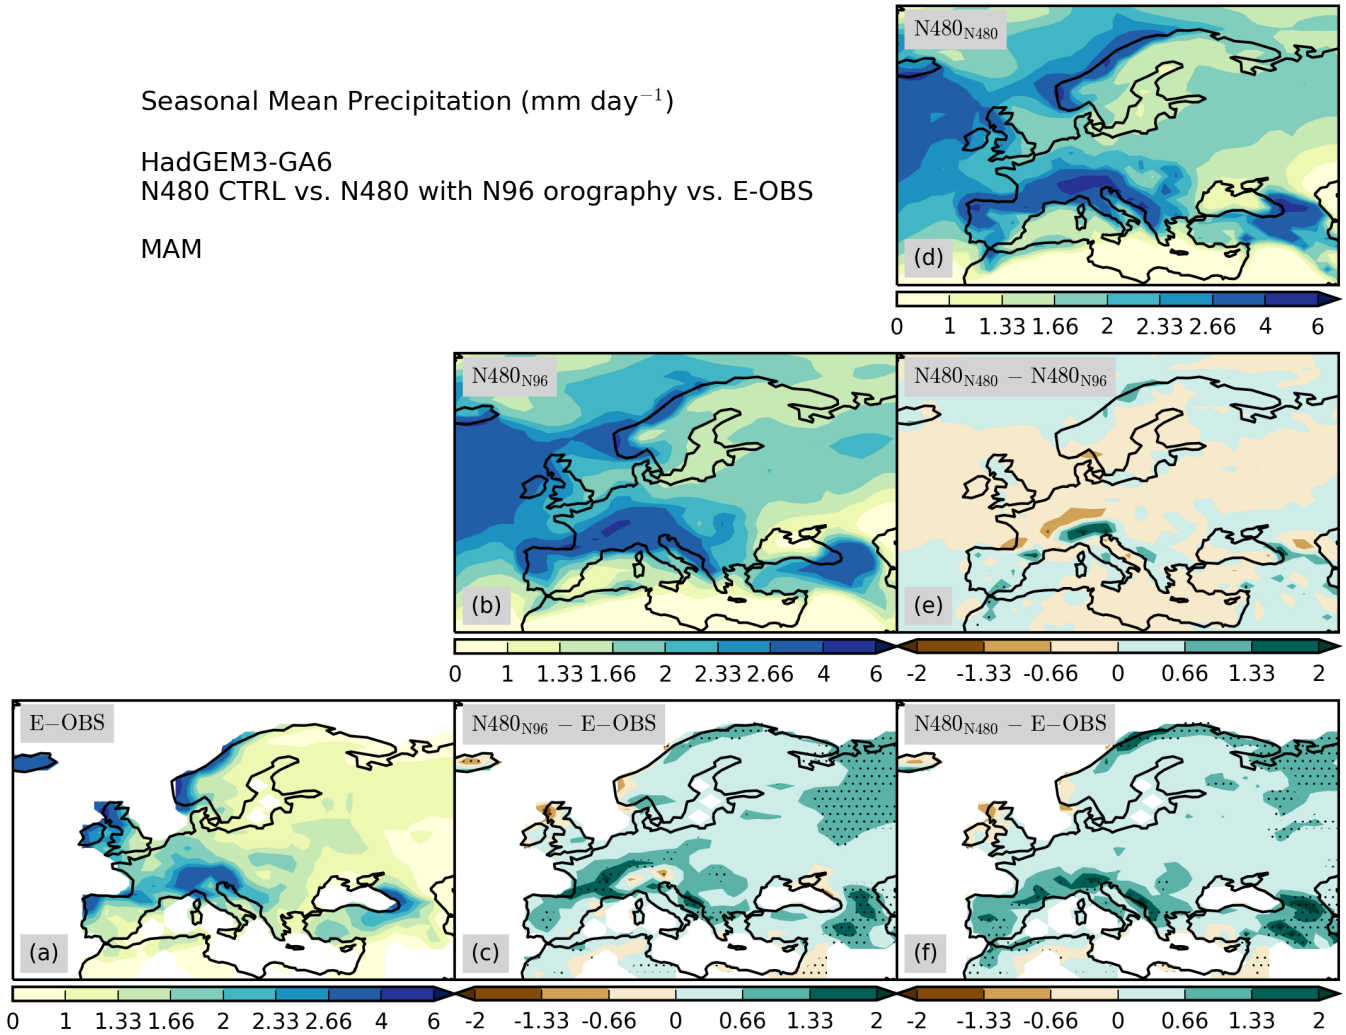 Seasonal Mean Precipitation (mm day⁻¹)
HadGEM3-GA6
N480 CTRL vs. N480 with N96 orography vs. E-OBS
MAM
N480N480
(d)
0 1 1.33 1.66 2 2.33 2.66 4 6
N480N96
(b)
0 1 1.33 1.66 2 2.33 2.66 4 6
N480N480 − N480N96
(e)
-2 -1.33 -0.66 0 0.66 1.33 2
E−OBS
(a)
0 1 1.33 1.66 2 2.33 2.66 4 6
N480N96 − E−OBS
(c)
-2 -1.33 -0.66 0 0.66 1.33 2
N480N480 − E−OBS
(f)
-2 -1.33 -0.66 0 0.66 1.33 2